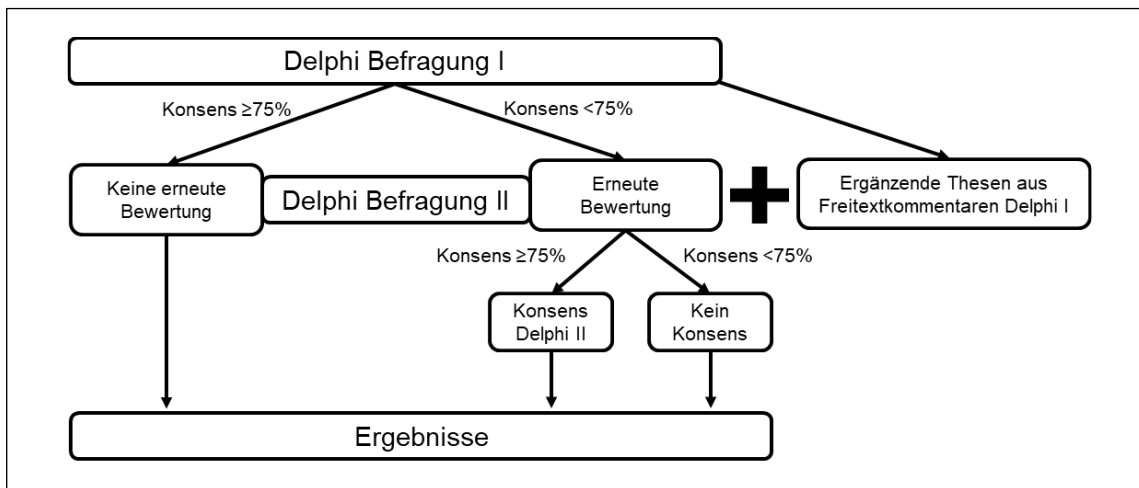 Delphi Befragung I
Konsens ≥75%
Konsens <75%
Keine erneute
Bewertung
Delphi Befragung II
Erneute
Bewertung
Ergänzende Thesen aus
Freitextkommentaren Delphi I
Konsens ≥75%
Konsens <75%
Konsens
Delphi II
Kein
Konsens
Ergebnisse